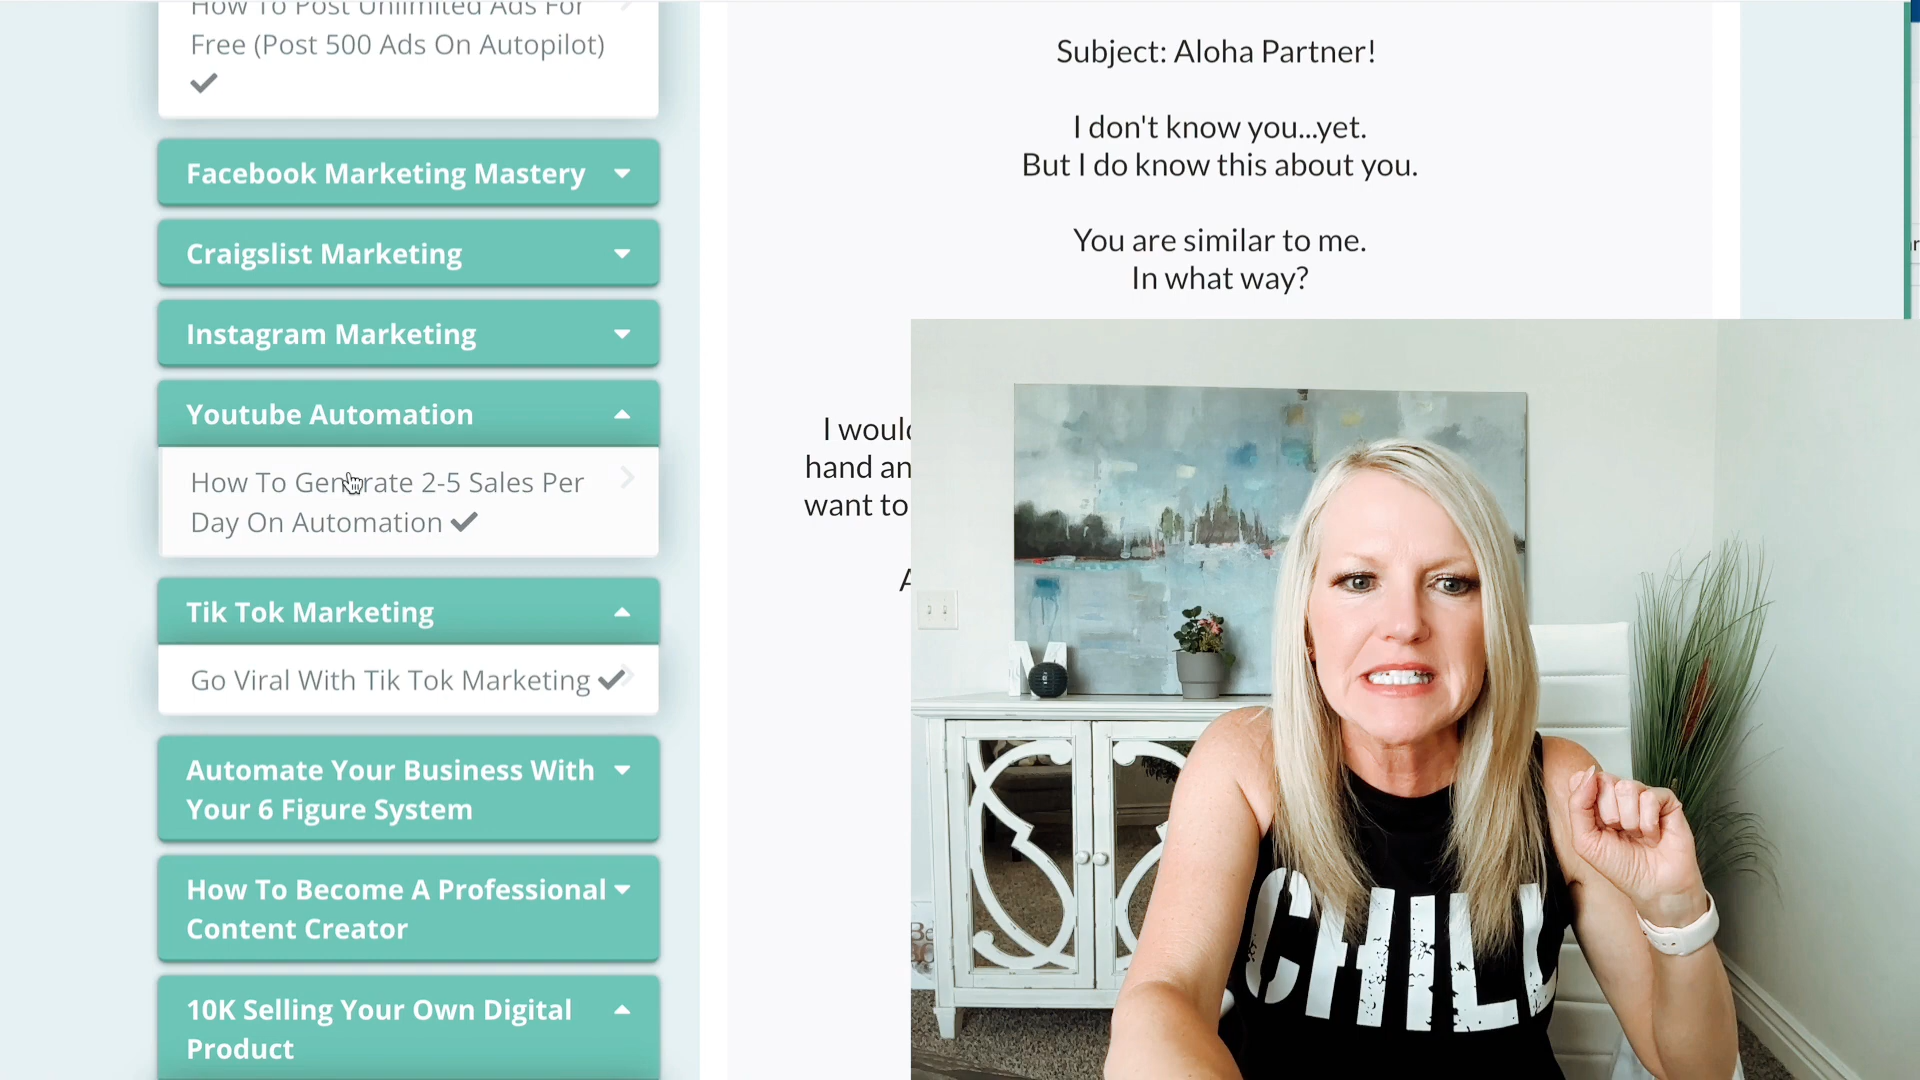 How To Post Unlimited Ads For
Free (Post 500 Ads On Autopilot)
Facebook Marketing Mastery
Craigslist Marketing
Instagram Marketing
Youtube Automation
How To Generate 2-5 Sales Per
Day On Automation
Tik Tok Marketing
Go Viral With Tik Tok Marketing
Automate Your Business With
Your 6 Figure System
How To Become A Professional
Content Creator
10K Selling Your Own Digital
Product
Subject: Aloha Partner!
I don't know you...yet.
But I do know this about you.
You are similar to me.
In what way?
I would
hand an
want to
A
M
Be
CHILL